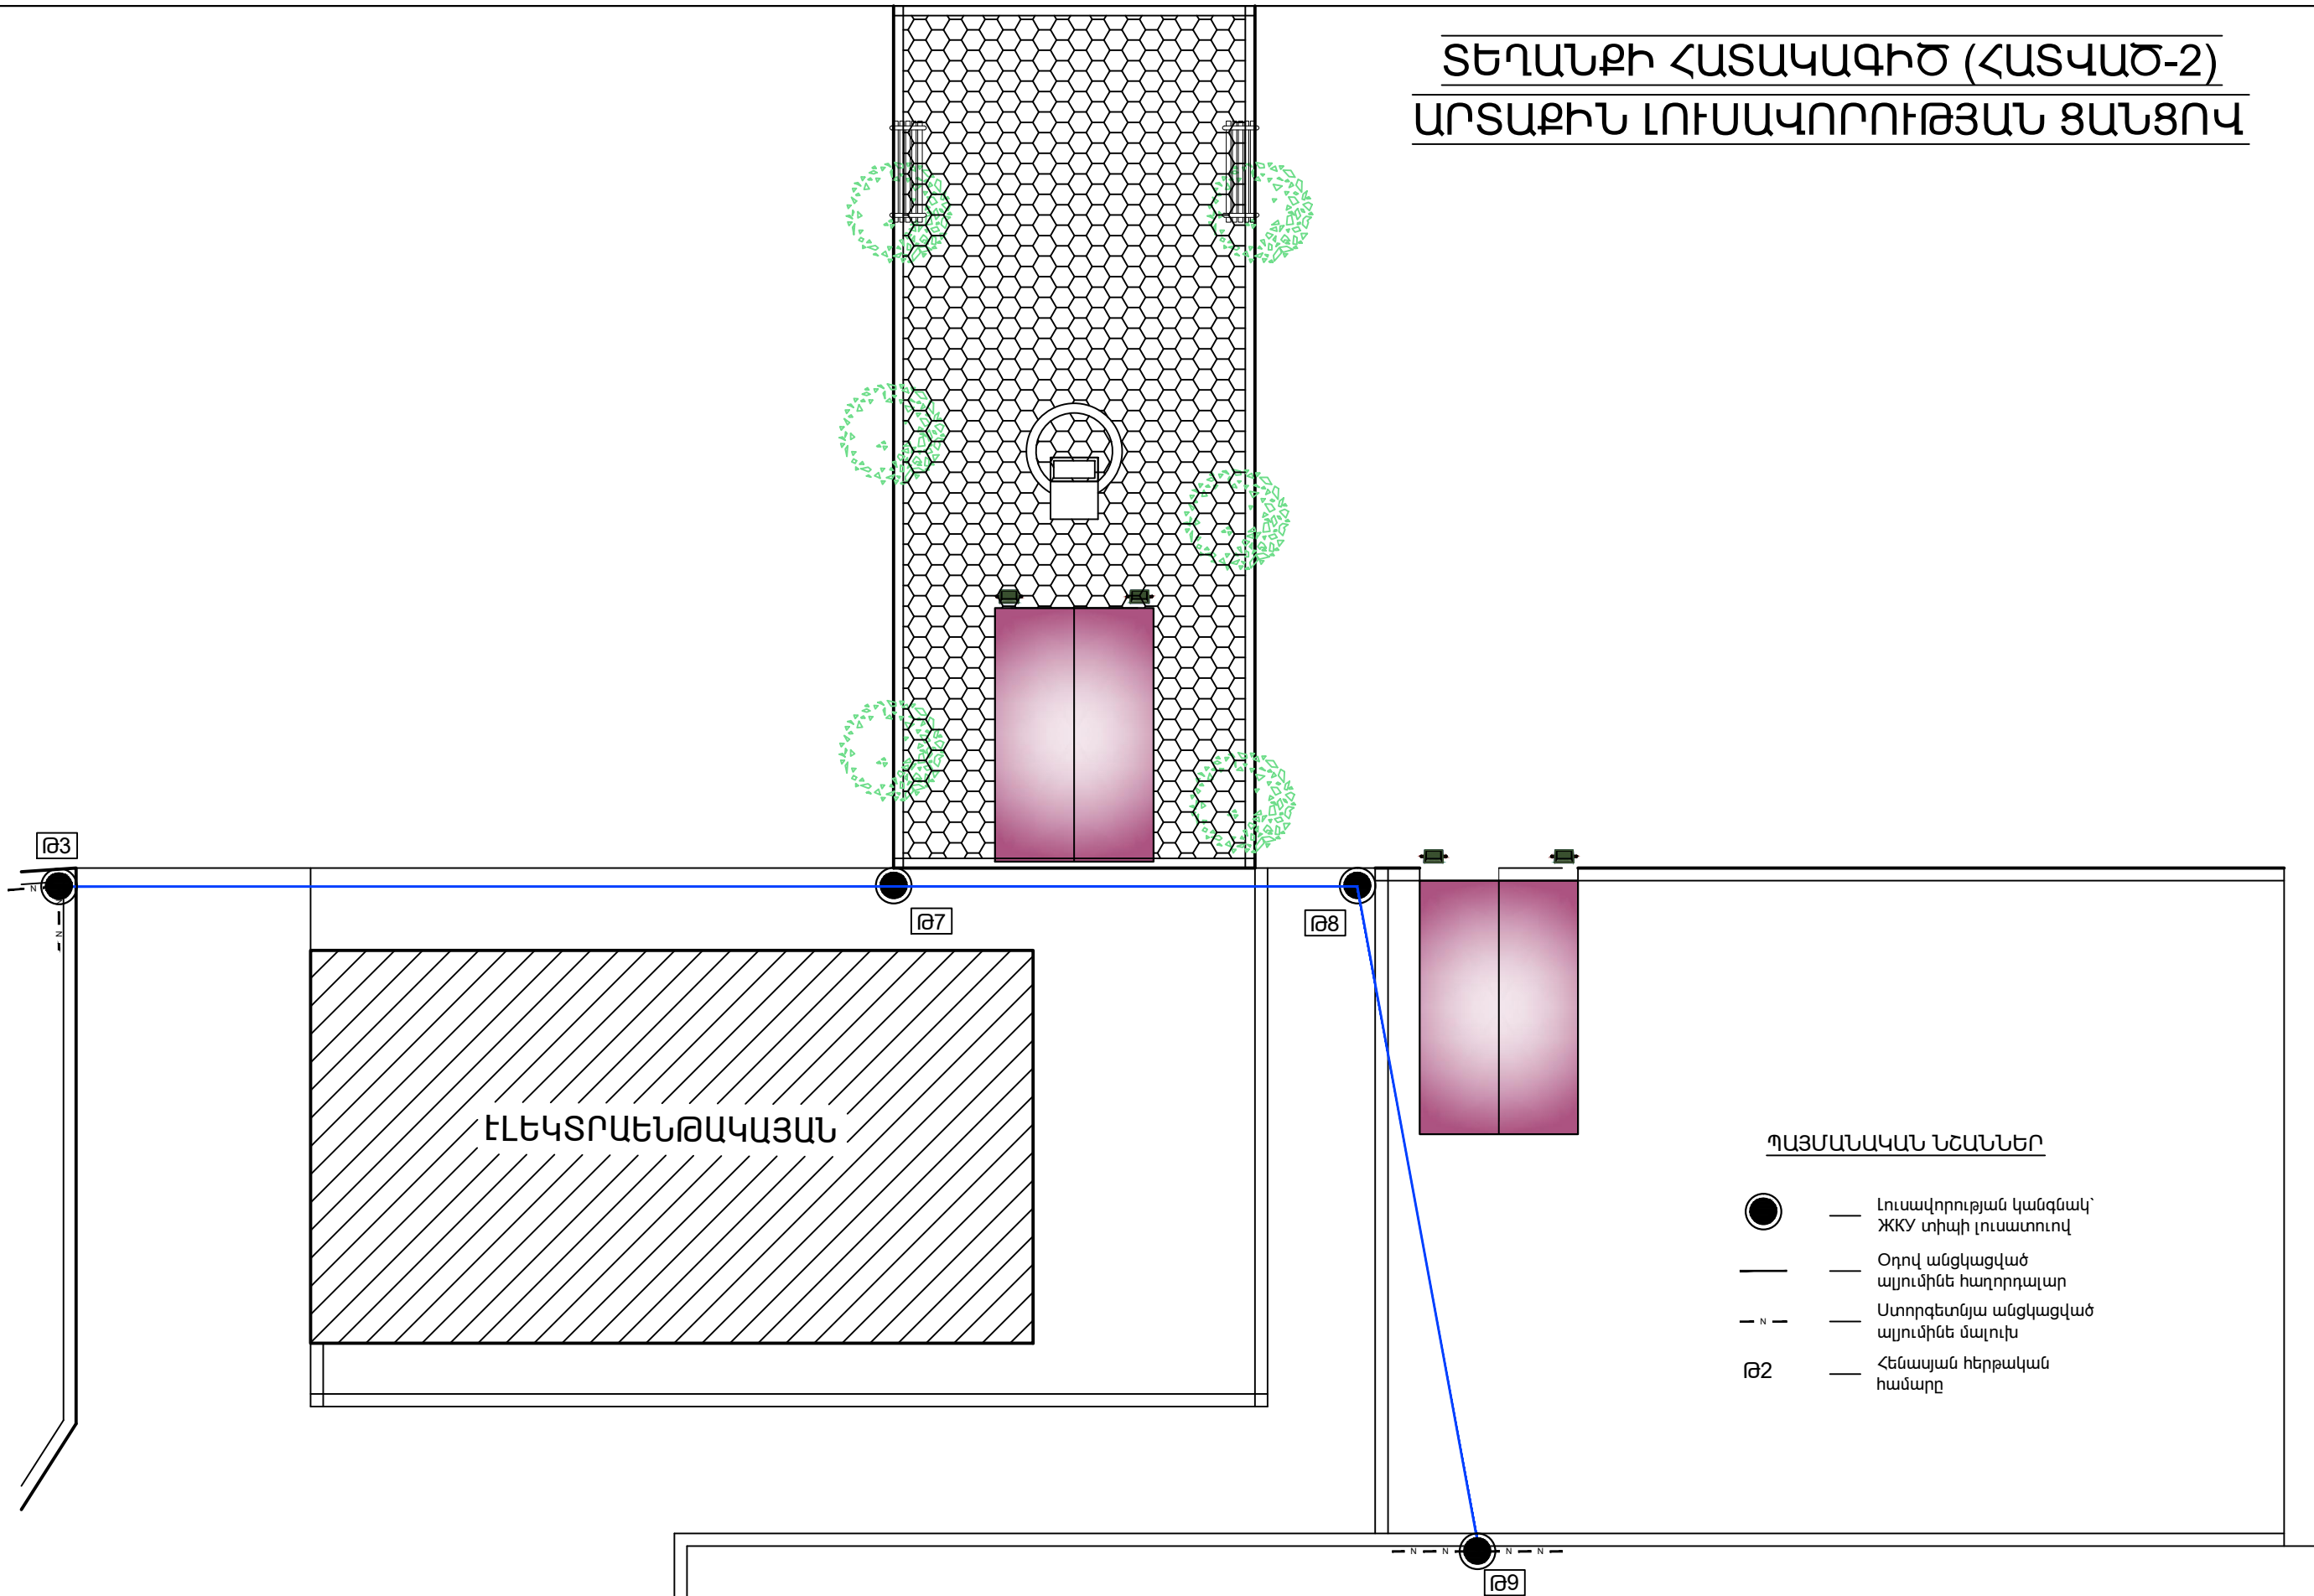 ՏԵՂԱՆՔԻ ՀԱՏԱԿԱԳԻԾ (ՀԱՏՎԱԾ-2)
ԱՐՏԱՔԻՆ ԼՈՒՍԱՎՈՐՈՒԹՅԱՆ ՑԱՆՑՈՎ
Թ3
N
N
Թ7
Թ8
ԷԼԵԿՏՐԱԵՆԹԱԿԱՅԱՆ
ՊԱՅՄԱՆԱԿԱՆ ՆՇԱՆՆԵՐ
Լուսավորության կանգնակ՝
ЖКУ տիպի լուսատուով
Օդով անցկացված
ալյումինե հաղորդալար
N
Ստորգետնյա անցկացված
ալյումինե մալուխ
Թ2
Հենասյան հերթական
համարը
N N N N
Թ9